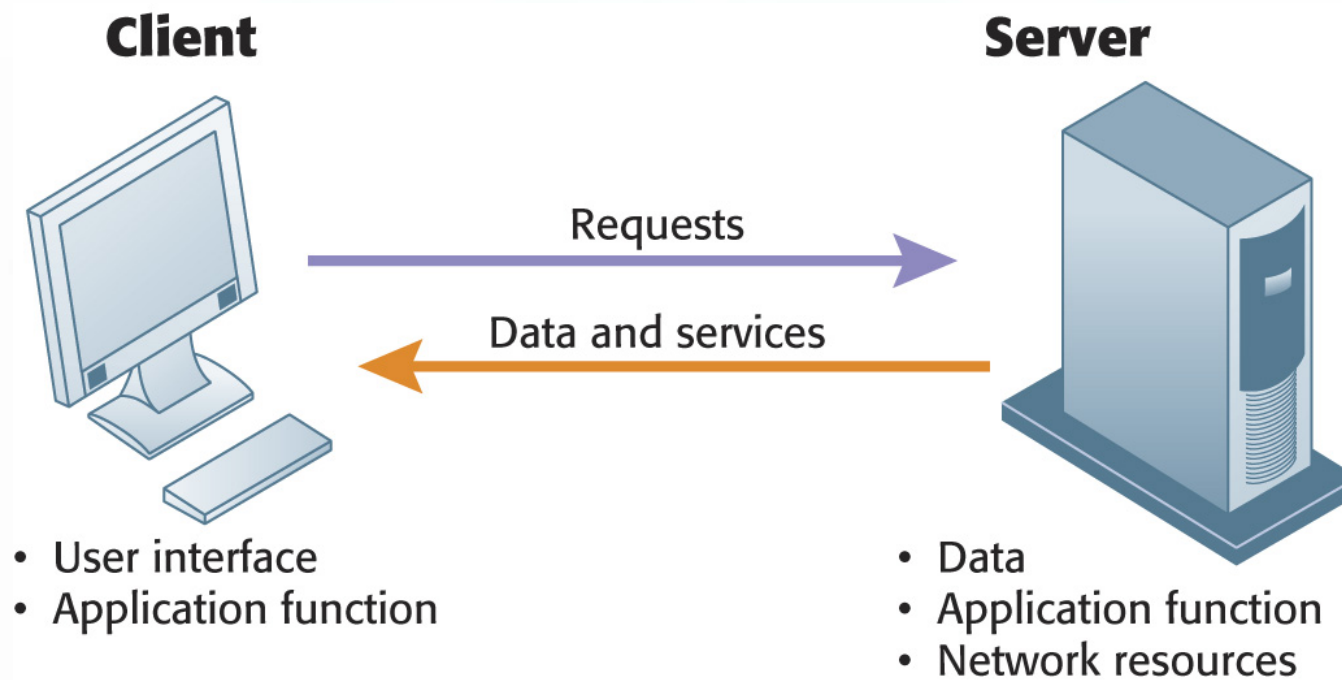 Client
Server
Requests
Data and services
• User interface
• Application function
• Data
• Application function
• Network resources